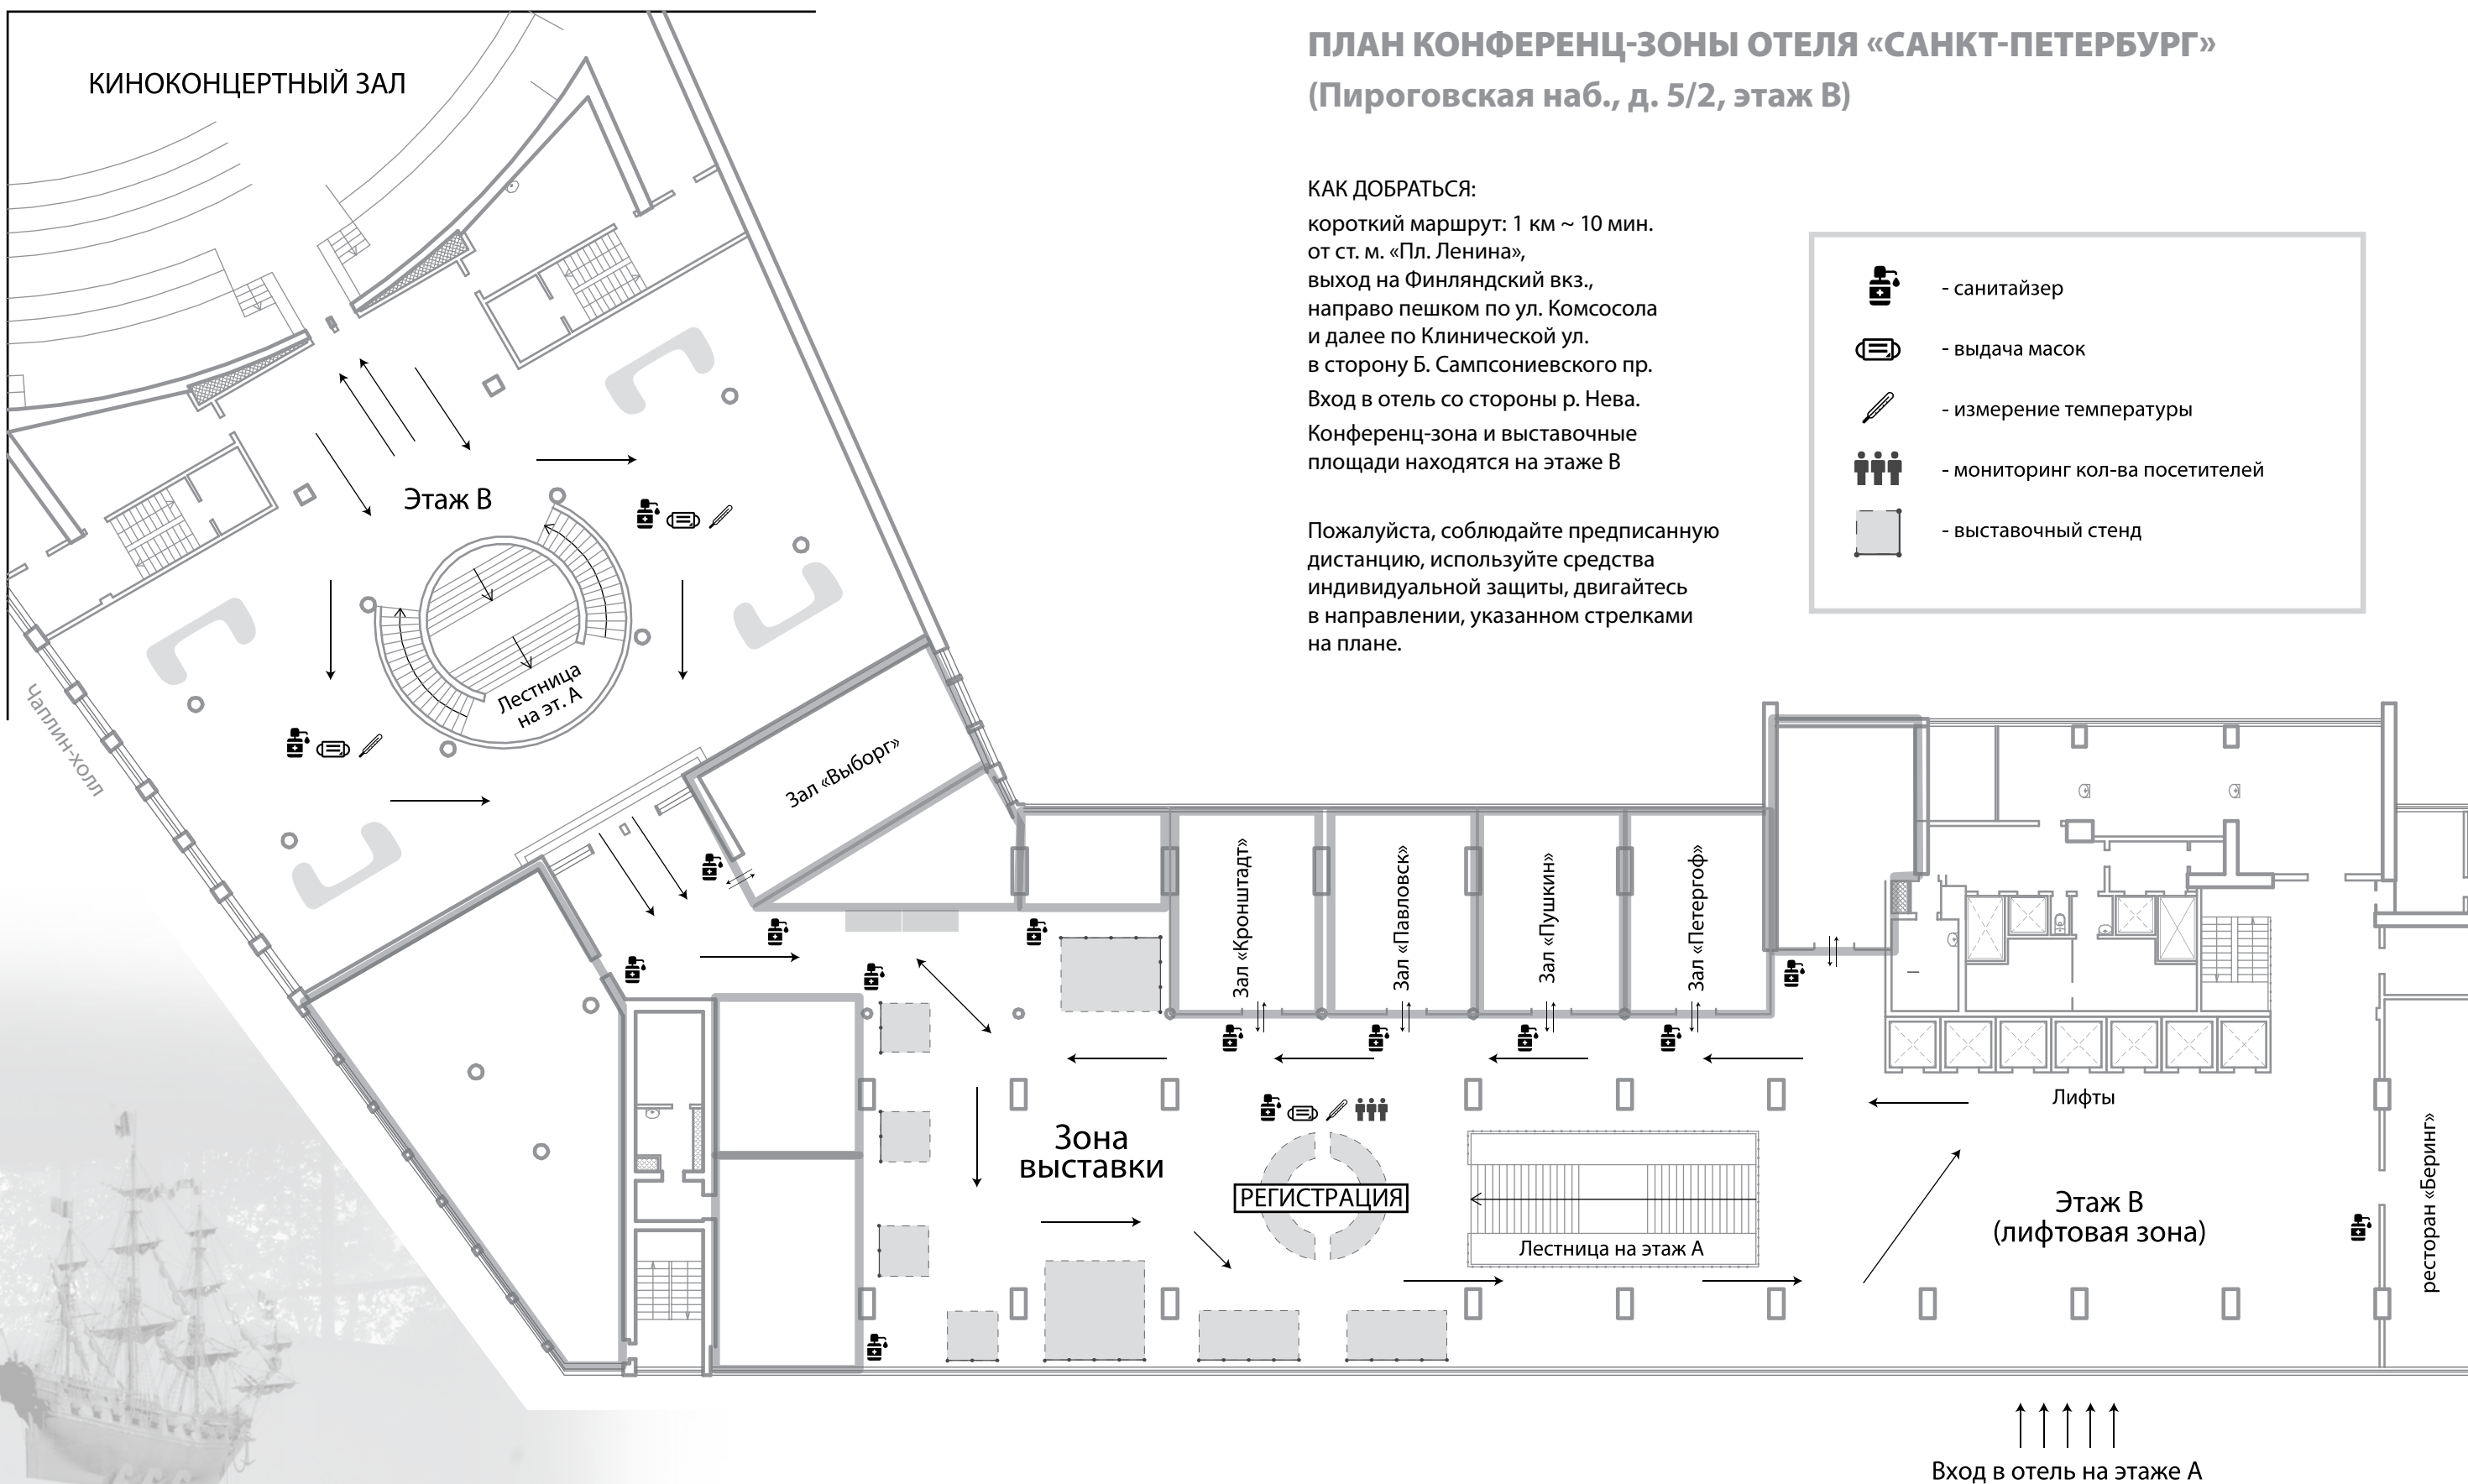 ПЛАН КОНФЕРЕНЦ-ЗОНЫ ОТЕЛЯ «САНКТ-ПЕТЕРБУРГ»
(Пироговская наб., д. 5/2, этаж В)
КИНОКОНЦЕРТНЫЙ ЗАЛ
КАК ДОБРАТЬСЯ:
короткий маршрут: 1 км ~ 10 мин.
от ст. м. «Пл. Ленина»,
выход на Финляндский вкз.,
направо пешком по ул. Комсосола
и далее по Клинической ул.
в сторону Б. Сампсониевского пр.
Вход в отель со стороны р. Нева.
Конференц-зона и выставочные
площади находятся на этаже В
Пожалуйста, соблюдайте предписанную
дистанцию, используйте средства
индивидуальной защиты, двигайтесь
в направлении, указанном стрелками
на плане.
- санитайзер
- выдача масок
- измерение температуры
- мониторинг кол-ва посетителей
- выставочный стенд
Этаж В
Лестница
на эт. А
Чаплин-холл
Зал «Выборг»
Зал «Кронштадт»
Зал «Павловск»
Зал «Пушкин»
Зал «Петергоф»
Лифты
Зона
выставки
РЕГИСТРАЦИЯ
Лестница на этаж А
Этаж В
(лифтовая зона)
ресторан «Беринг»
Вход в отель на этаже А